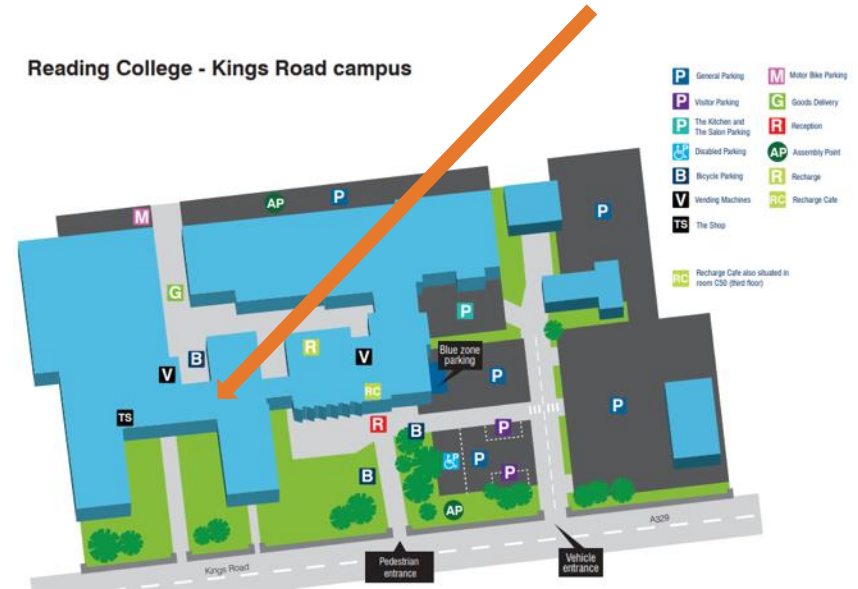 Reading College - Kings Road campus
P General Parking
M Motor Bike Parking
P Visitor Parking
G Goods Delivery
P The Kitchen and
The Salon Parking
R Reception
P Disabled Parking
AP Assembly Point
B Bicycle Parking
R Recharge
V Vending Machines
RC Recharge Cafe
TS The Shop
RC Recharge Cafe also situated in
room C50 (third floor)
M
AP
P
P
G
P
B
R
V
V
Blue zone
parking
P
RC
TS
R
B
P
P
P
P
P
B
AP
A329
Kings Road
Pedestrian
entrance
Vehicle
entrance